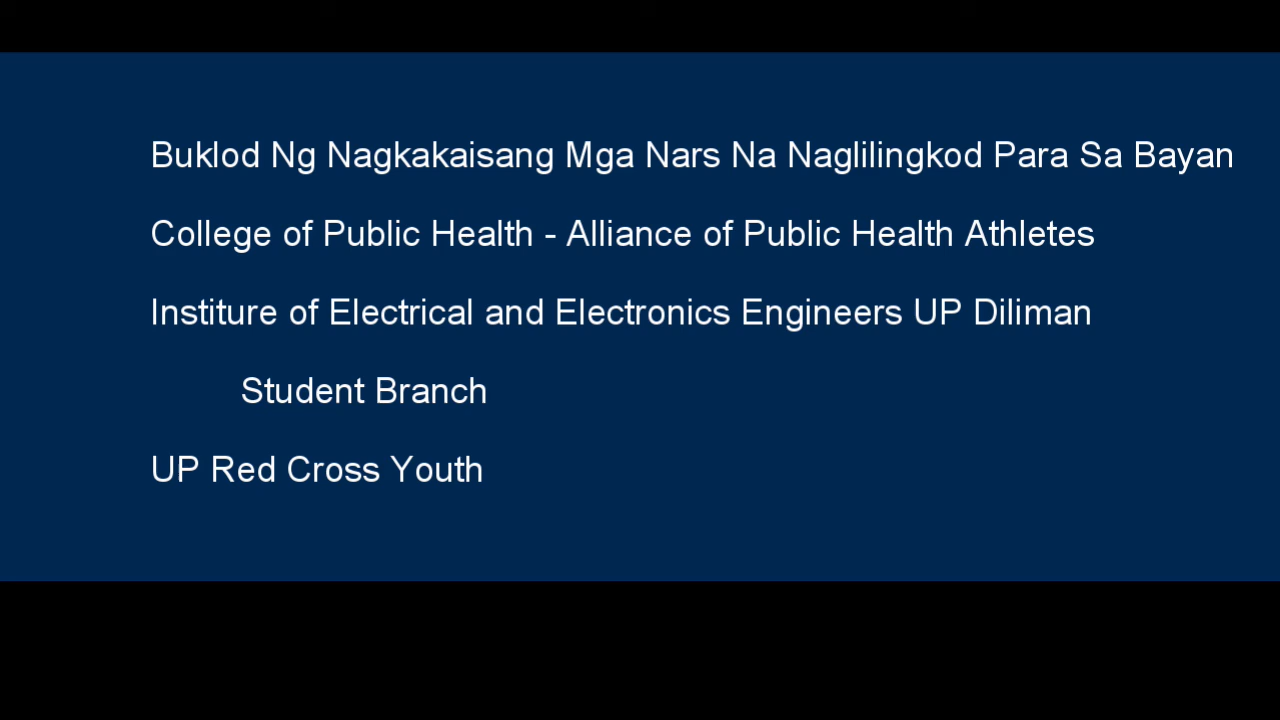 Buklod Ng Nagkakaisang Mga Nars Na Naglilingkod Para Sa Bayan
College of Public Health - Alliance of Public Health Athletes
Institure of Electrical and Electronics Engineers UP Diliman
Student Branch
UP Red Cross Youth